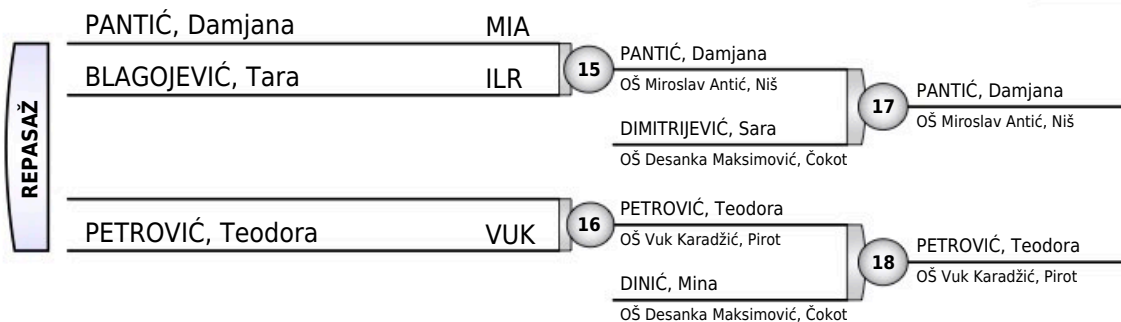 REPASAŽ
PANTIĆ, Damjana MIA
BLAGOJEVIĆ, Tara ILR
PETROVIĆ, Teodora VUK
15
PANTIĆ, Damjana
OŠ Miroslav Antić, Niš
DIMITRIJEVIĆ, Sara
OŠ Desanka Maksimović, Čokot
16
PETROVIĆ, Teodora
OŠ Vuk Karadžić, Pirot
DINIĆ, Mina
OŠ Desanka Maksimović, Čokot
17
PANTIĆ, Damjana
OŠ Miroslav Antić, Niš
18
PETROVIĆ, Teodora
OŠ Vuk Karadžić, Pirot